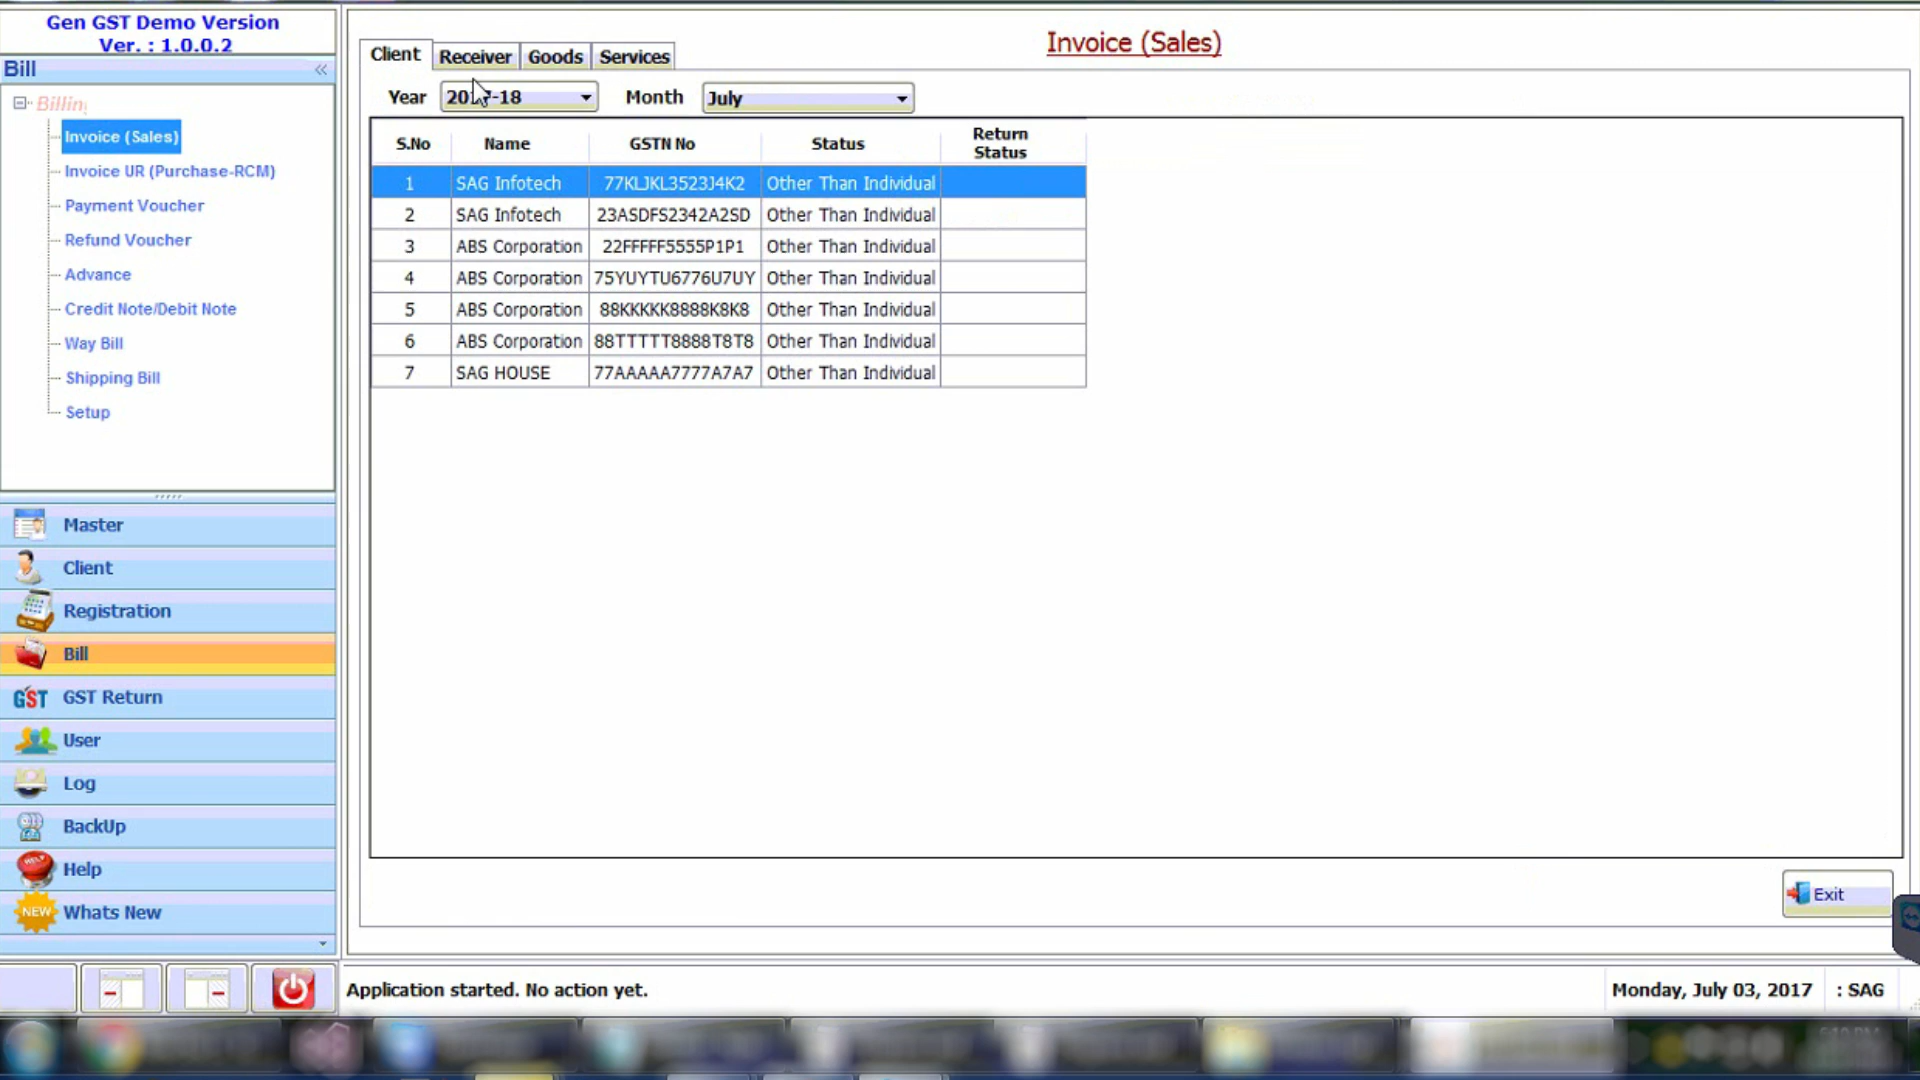 Gen GST Demo Version
Ver. : 1.0.0.2
Bill
Billing
Invoice (Sales)
Invoice UR (Purchase-RCM)
Payment Voucher
Refund Voucher
Advance
Credit Note/Debit Note
Way Bill
Shipping Bill
Setup
Master
Client
Registration
Bill
GST GST Return
User
Log
BackUp
HELP Help
NEW Whats New
Invoice (Sales)
Client Receiver Goods Services
Year 2017-18 Month July
S.No Name GSTN No Status Return Status
1 SAG Infotech 77KLJKL3523J4K2 Other Than Individual
2 SAG Infotech 23ASDFS2342A2SD Other Than Individual
3 ABS Corporation 22FFFFF5555P1P1 Other Than Individual
4 ABS Corporation 75YUYTU6776U7UY Other Than Individual
5 ABS Corporation 88KKKKK8888K8K8 Other Than Individual
6 ABS Corporation 88TTTTT8888T8T8 Other Than Individual
7 SAG HOUSE 77AAAAA7777A7A7 Other Than Individual
Exit
Application started. No action yet.
Monday, July 03, 2017 : SAG